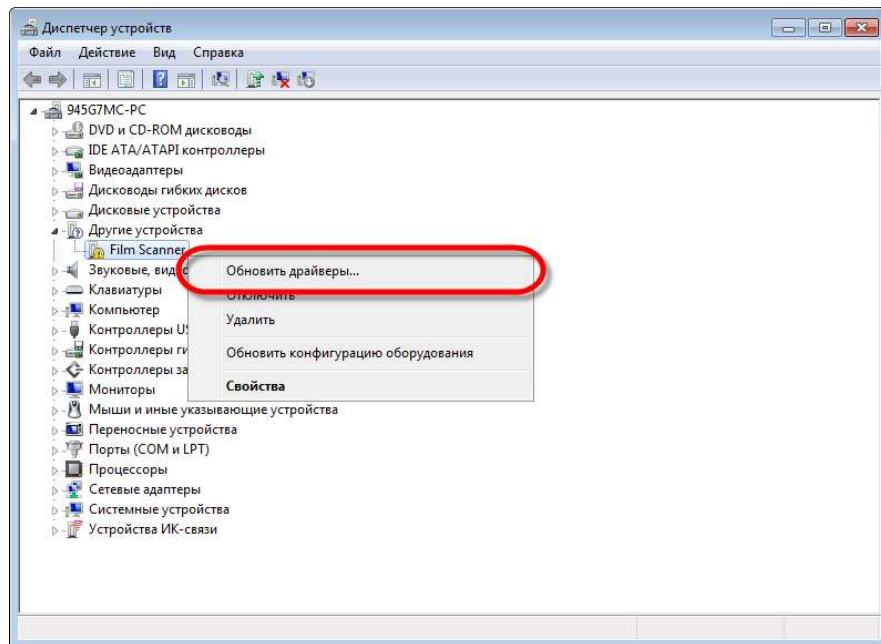 Диспетчер устройств
Файл Действие Вид Справка
945G7MC-PC
DVD и CD-ROM дисководы
IDE ATA/ATAPI контроллеры
Видеоадаптеры
Дисководы гибких дисков
Дисковые устройства
Другие устройства
Film Scanner
Звуковые,
Обновить драйверы...
Клавиатуры
Отключить
Компьютер
Удалить
Контроллеры
Контроллеры
Обновить конфигурацию оборудования
Контроллеры
Мониторы
Свойства
Мыши и иные указывающие устройства
Переносные устройства
Порты (COM и LPT)
Процессоры
Сетевые адаптеры
Системные устройства
Устройства ИК-связи